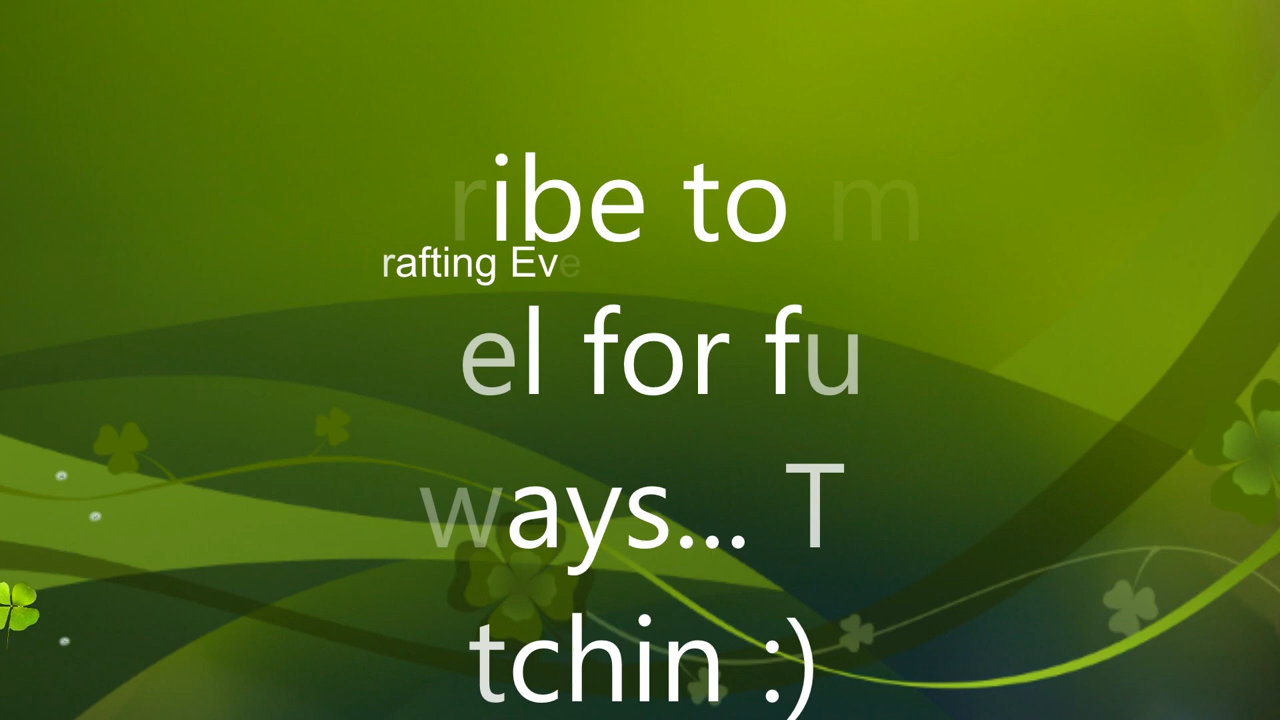 ribe to m
rafting Eve
el for fu
ways... T
tchin :)